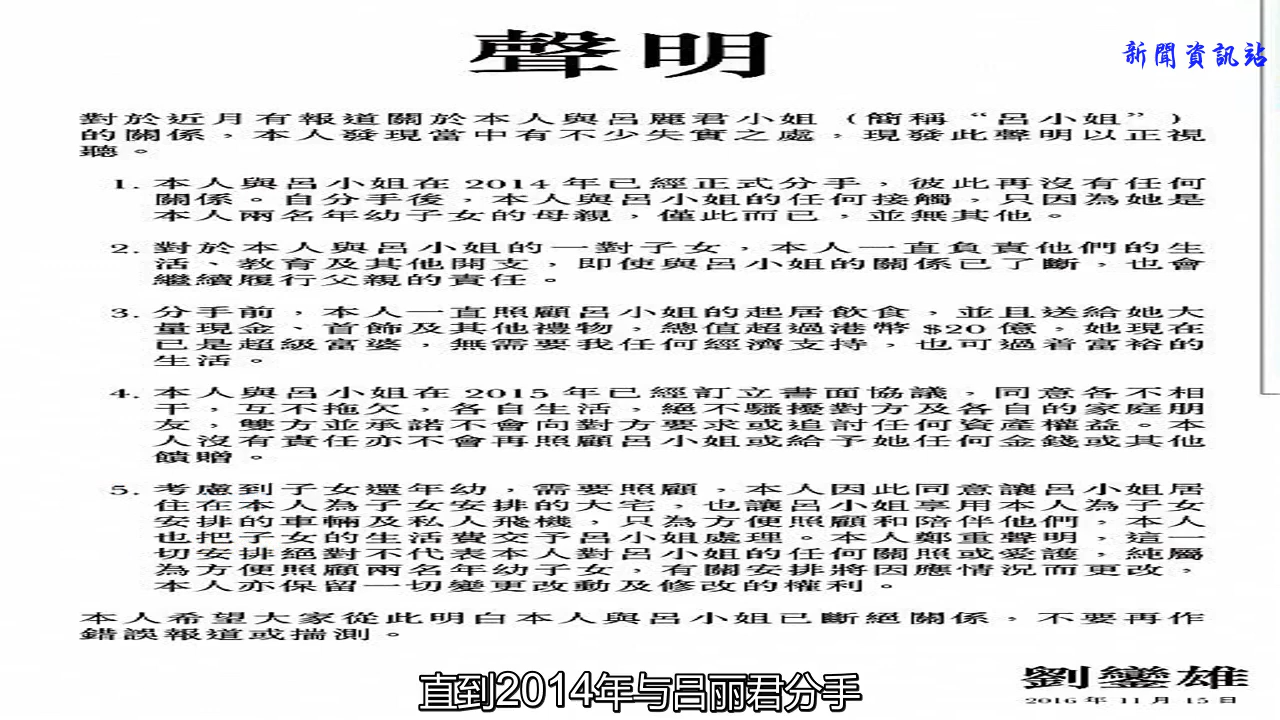 聲明
新聞資訊站
對於近月有報道關於本人與呂麗君小姐（簡稱“呂小姐”）
的關係，本人發現當中有不少失實之處，現發此聲明以正視
聽。
1. 本人與呂小姐在 2014 年已經正式分手，彼此再沒有任何
關係。自分手後，本人與呂小姐的任何接觸，只因為她是
本人兩名年幼子女的母親，僅此而已，並無其他。
2. 對於本人與呂小姐的一對子女，本人一直負責他們的生
活、教育及其他開支，即使與呂小姐的關係已了斷，也會
繼續履行父親的責任。
3. 分手前，本人一直照顧呂小姐的起居飲食，並且送給她大
量現金、首飾及其他禮物，總值超過港幣 $20 億，她現在
已是超級富婆，無需要我任何經濟支持，也可過着富裕的
生活。
4. 本人與呂小姐在 2015 年已經訂立書面協議，同意各不相
干，互不拖欠，各自生活，絕不騷擾對方及各自的家庭朋
友，雙方並承諾不會向對方要求或追討任何資產權益。本
人沒有責任亦不會再照顧呂小姐或給予她任何金錢或其他
饋贈。
5. 考慮到子女還年幼，需要照顧，本人因此同意讓呂小姐居
住在本人為子女安排的大宅，也讓呂小姐享用本人為子女
安排的車輛及私人飛機，只為方便照顧和陪伴他們，本人
也把子女的生活費交予呂小姐處理。本人鄭重聲明，這一
切安排絕對不代表本人對呂小姐的任何關照或愛護，純屬
為方便照顧兩名年幼子女，有關安排將因應情況而更改，
本人亦保留一切變更改動及修改的權利。
本人希望大家從此明白本人與呂小姐已斷絕關係，不要再作
錯誤報道或揣測。
劉鑾雄
2016 年 11 月 15 日
直到2014年与吕丽君分手